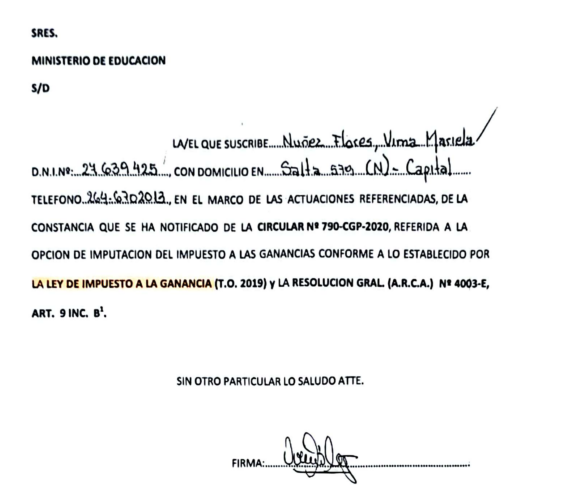 SRES.
MINISTERIO DE EDUCACION
S/D
LA/EL QUE SUSCRIBE.....Nuñez Flores, Vima Mariela
D.N.I.Nº:..27.639.425..., CON DOMICILIO EN.....Salta 579 (N) - Capital.....
TELEFONO..264-6702013.., EN EL MARCO DE LAS ACTUACIONES REFERENCIADAS, DE LA
CONSTANCIA QUE SE HA NOTIFICADO DE LA CIRCULAR Nº 790-CGP-2020, REFERIDA A LA
OPCION DE IMPUTACION DEL IMPUESTO A LAS GANANCIAS CONFORME A LO ESTABLECIDO POR
LA LEY DE IMPUESTO A LA GANANCIA (T.O. 2019) y LA RESOLUCION GRAL. (A.R.C.A.) Nº 4003-E,
ART. 9 INC. B¹.
SIN OTRO PARTICULAR LO SALUDO ATTE.
FIRMA: